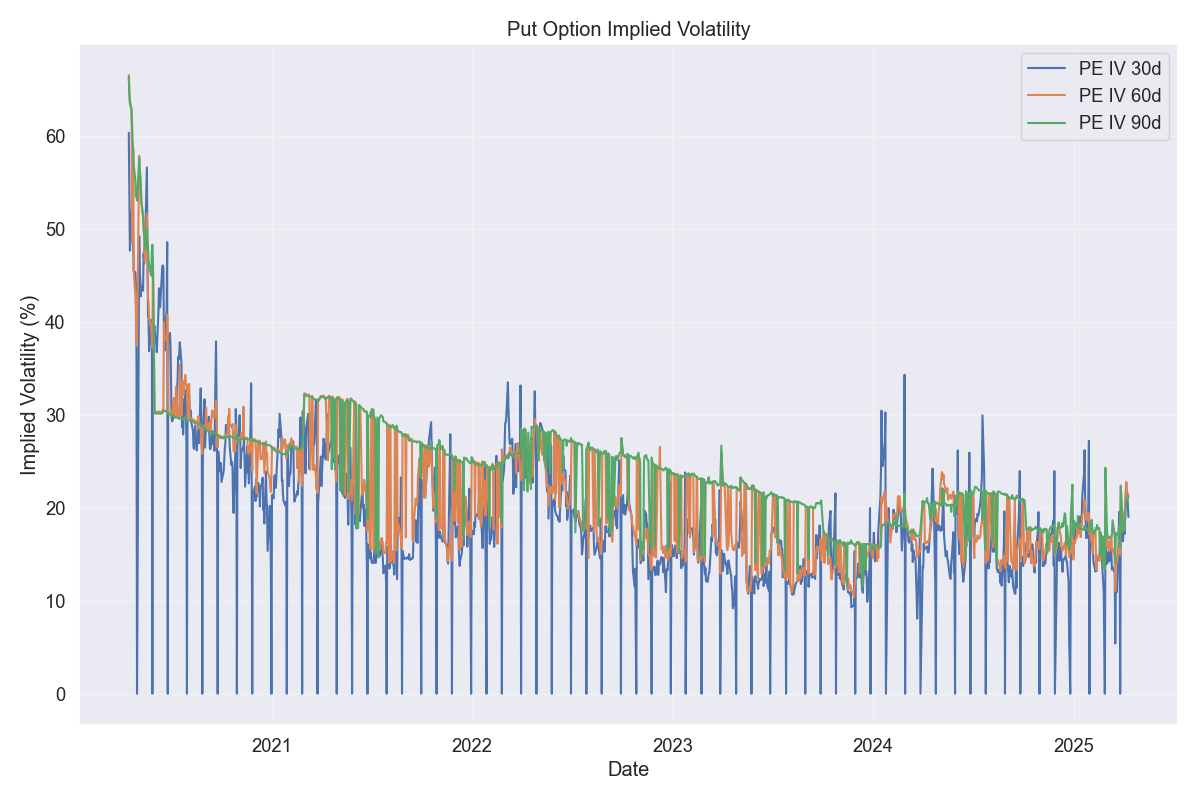 Put Option Implied Volatility
PE IV 30d
PE IV 60d
PE IV 90d
Implied Volatility (%)
60
50
40
30
20
10
0
2021 2022 2023 2024 2025
Date